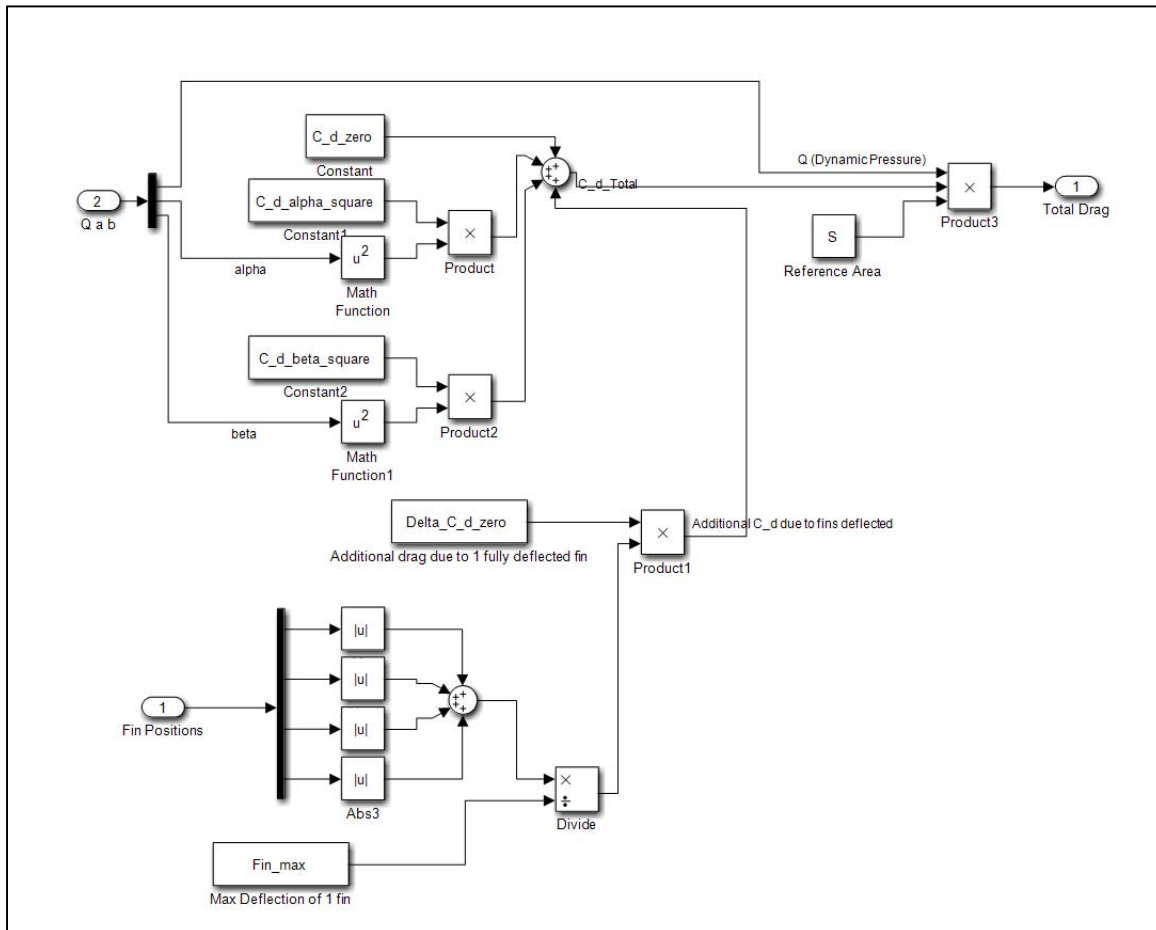 C_d_zero
Constant
Q (Dynamic Pressure)
C_d_Total
×
Product3
1
Total Drag
2
Q a b
C_d_alpha_square
Constant1
×
Product
S
Reference Area
alpha
u²
Math
Function
C_d_beta_square
Constant2
×
Product2
beta
u²
Math
Function1
Delta_C_d_zero
Additional drag due to 1 fully deflected fin
×
Product1
Additional C_d due to fins deflected
|u|
|u|
|u|
|u|
Abs3
1
Fin Positions
×
÷
Divide
Fin_max
Max Deflection of 1 fin